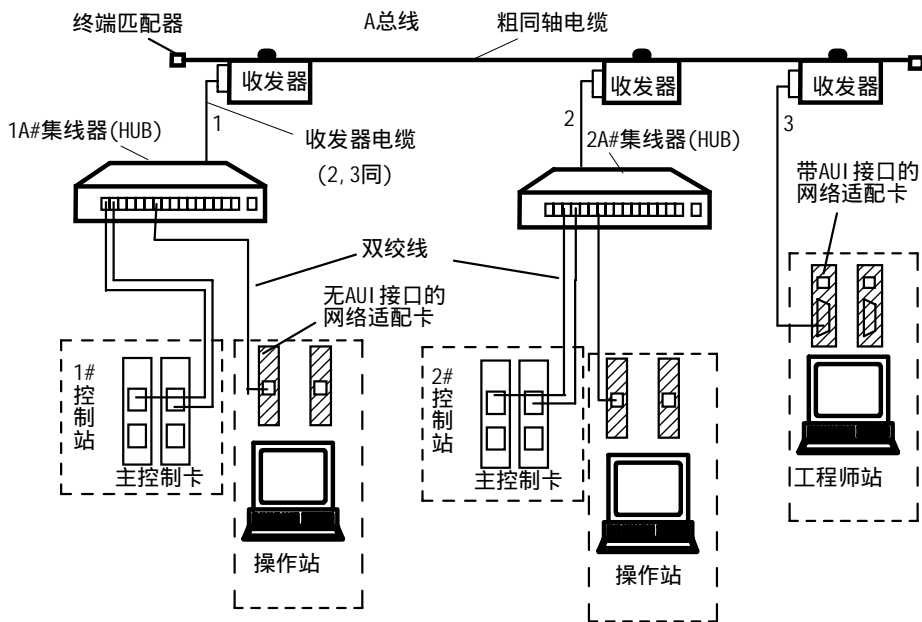 终端匹配器
A总线
粗同轴电缆
收发器
收发器
收发器
1
2
3
1A#集线器(HUB)
收发器电缆
(2,3同)
2A#集线器(HUB)
带AUI接口的
网络适配卡
双绞线
无AUI接口的
网络适配卡
1#
控
制
站
主控制卡
操作站
2#
控
制
站
主控制卡
操作站
工程师站